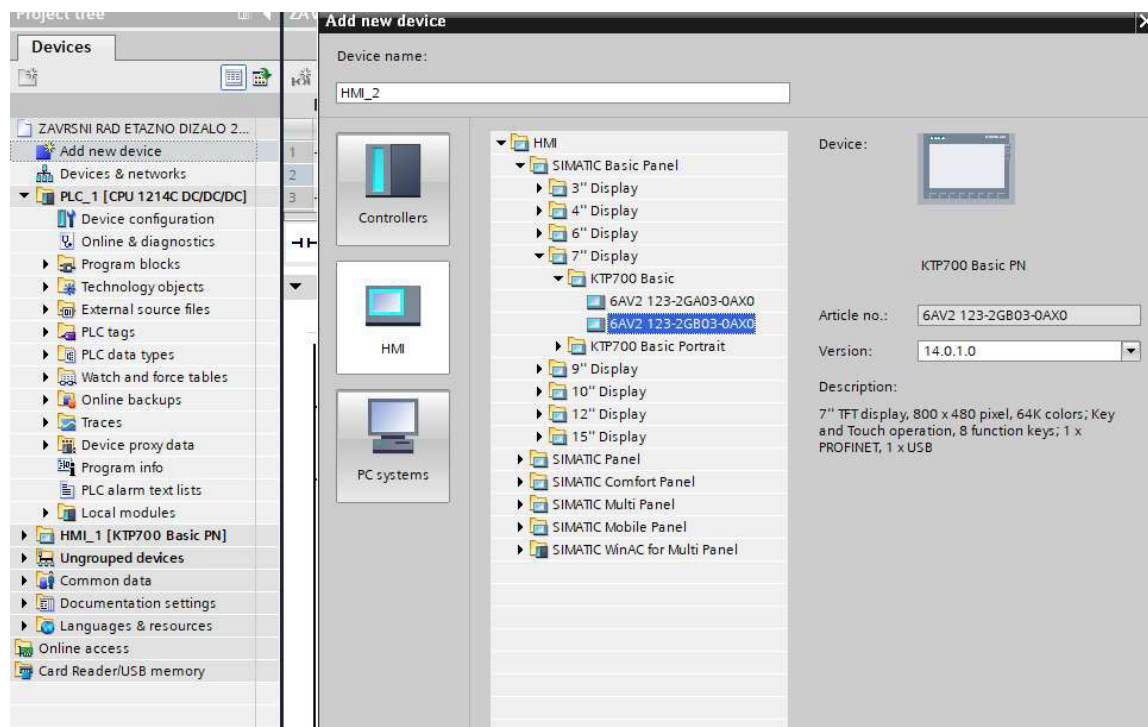 Project tree
Devices
ZAVRSNI RAD ETAZNO DIZALO 2...
Add new device
Devices & networks
PLC_1 [CPU 1214C DC/DC/DC]
Device configuration
Online & diagnostics
Program blocks
Technology objects
External source files
PLC tags
PLC data types
Watch and force tables
Online backups
Traces
Device proxy data
Program info
PLC alarm text lists
Local modules
HMI_1 [KTP700 Basic PN]
Ungrouped devices
Common data
Documentation settings
Languages & resources
Online access
Card Reader/USB memory
1
2
3
Add new device
Device name:
HMI_2
Controllers
HMI
PC systems
HMI
SIMATIC Basic Panel
3" Display
4" Display
6" Display
7" Display
KTP700 Basic
6AV2 123-2GA03-0AX0
6AV2 123-2GB03-0AX0
KTP700 Basic Portrait
9" Display
10" Display
12" Display
15" Display
SIMATIC Panel
SIMATIC Comfort Panel
SIMATIC Multi Panel
SIMATIC Mobile Panel
SIMATIC WinAC for Multi Panel
Device:
KTP700 Basic PN
Article no.: 6AV2 123-2GB03-0AX0
Version: 14.0.1.0
Description:
7" TFT display, 800 x 480 pixel, 64K colors; Key
and Touch operation, 8 function keys; 1 x
PROFINET, 1 x USB